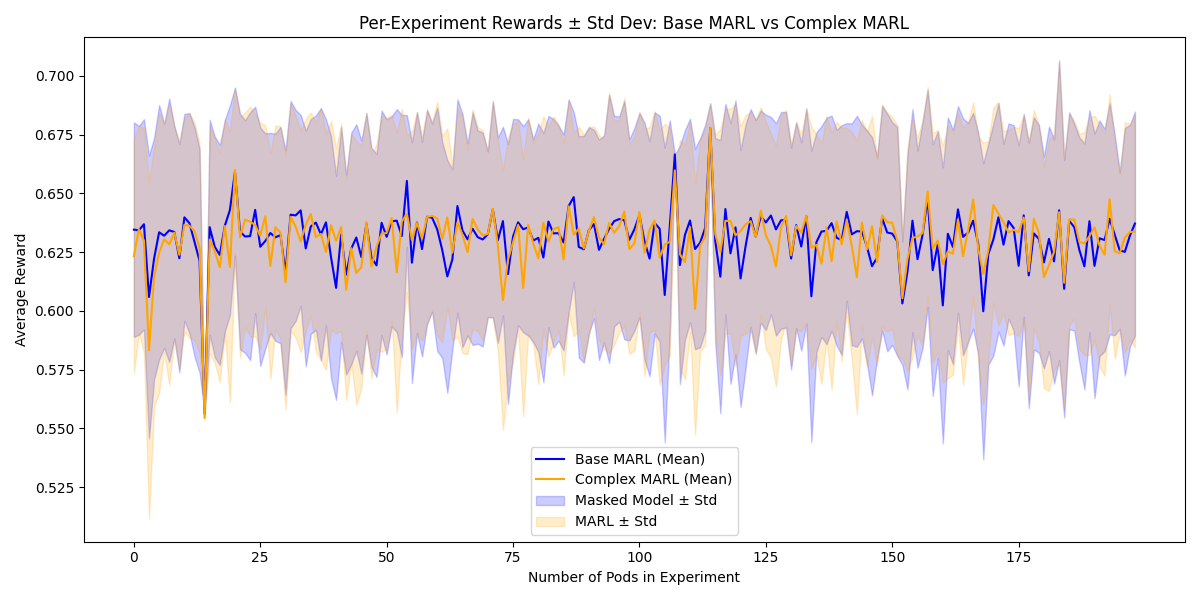 Per-Experiment Rewards ± Std Dev: Base MARL vs Complex MARL
Average Reward
0.700
0.675
0.650
0.625
0.600
0.575
0.550
0.525
Base MARL (Mean)
Complex MARL (Mean)
Masked Model ± Std
MARL ± Std
0 25 50 75 100 125 150 175
Number of Pods in Experiment